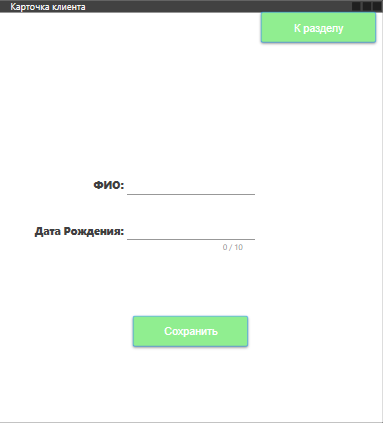 Карточка клиента
К разделу
ФИО:
Дата Рождения:
0 / 10
Сохранить